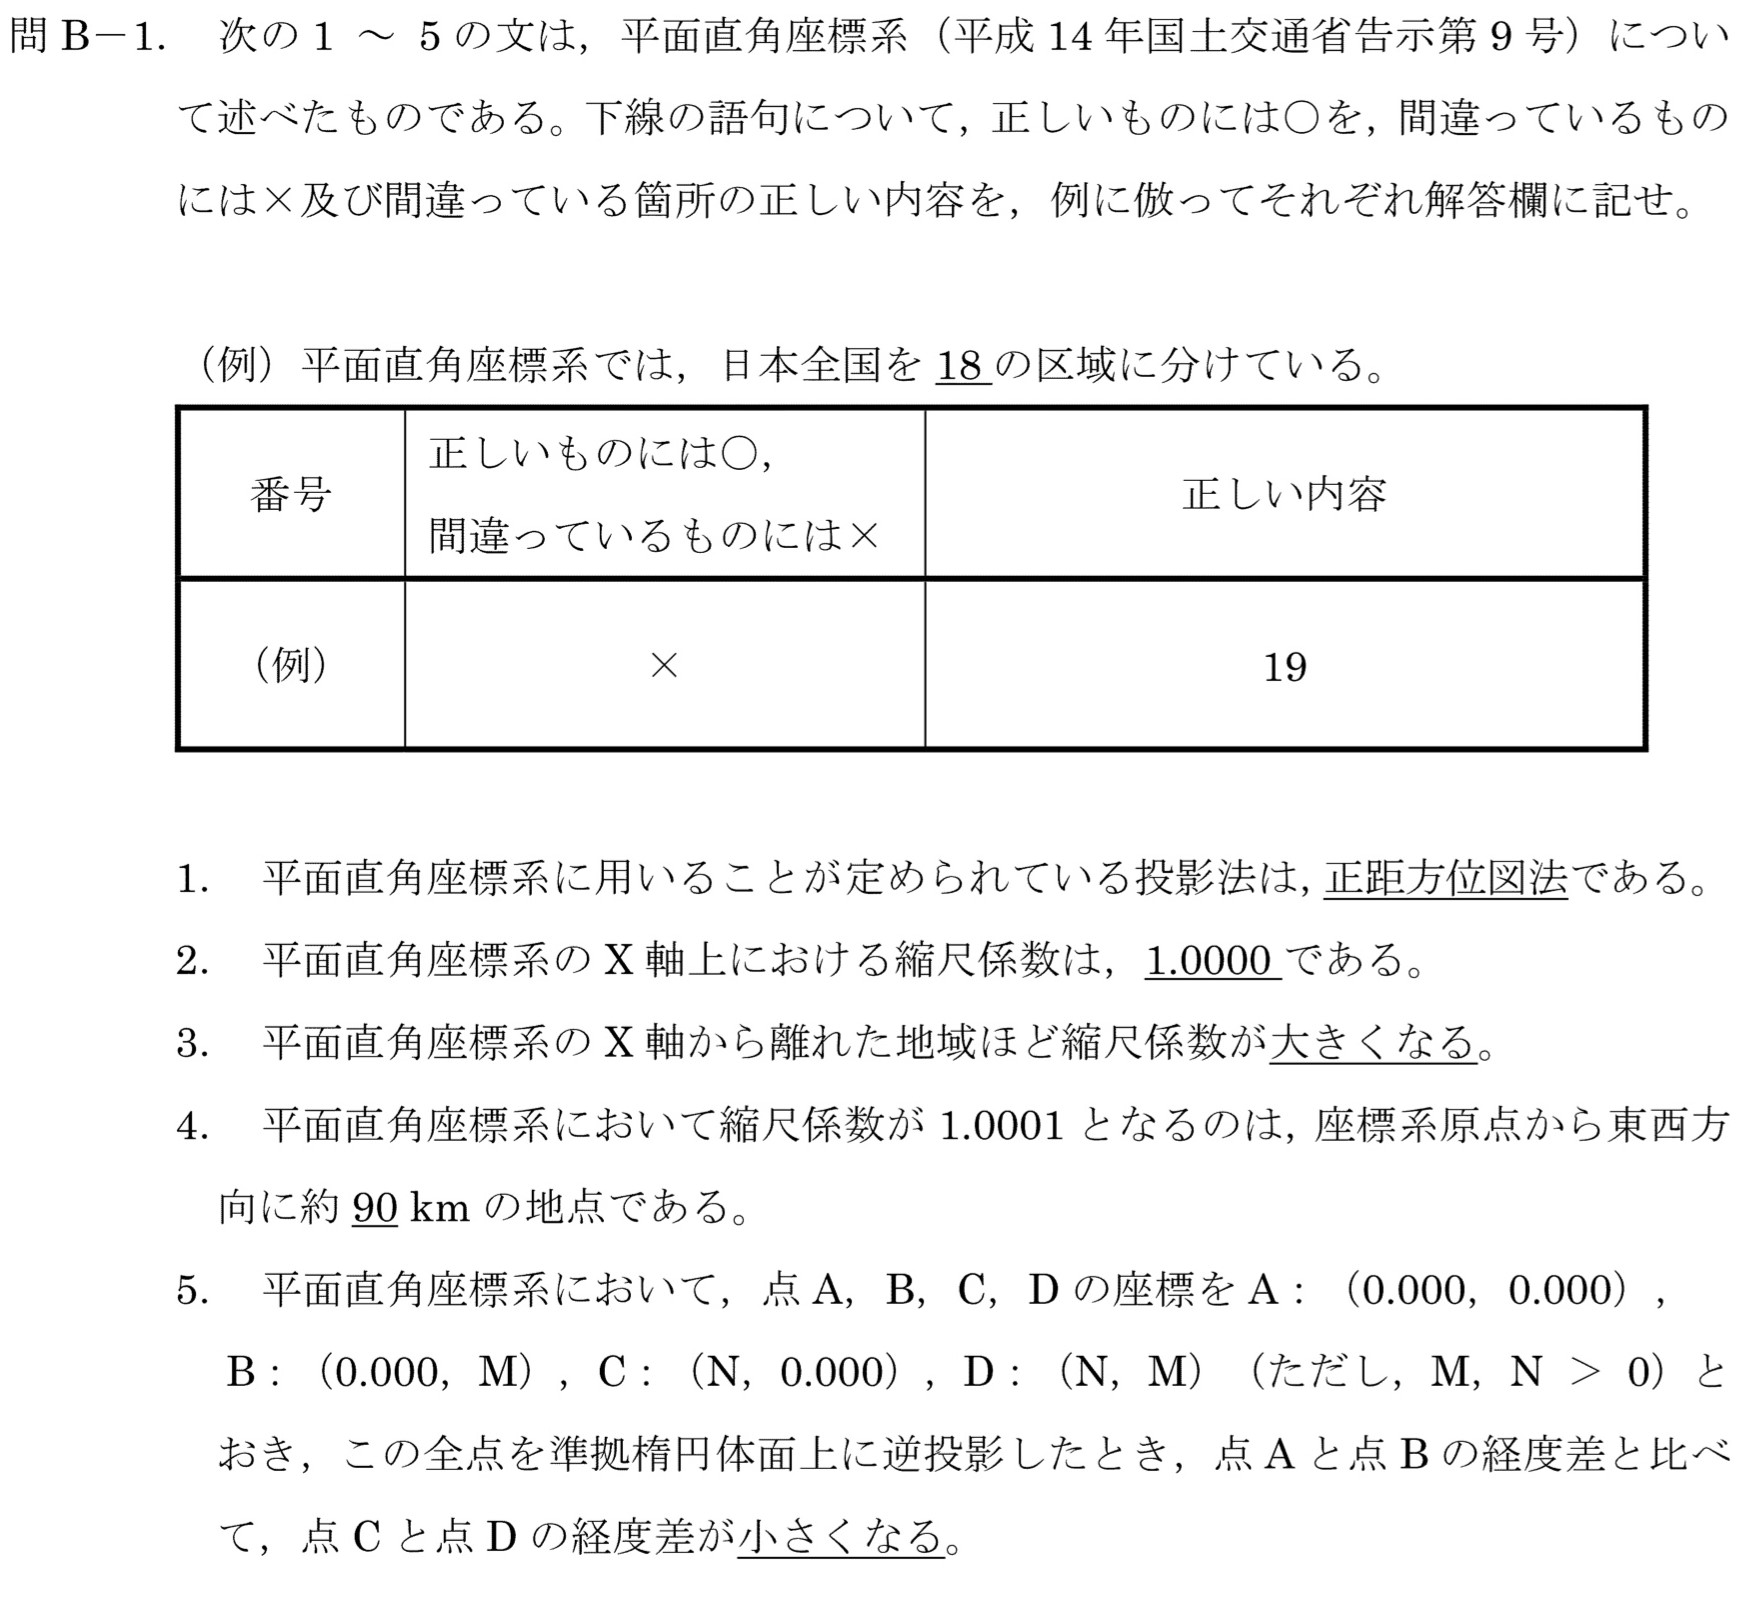 問 B－1. 次の 1 ～ 5 の文は，平面直角座標系（平成 14 年国土交通省告示第 9 号）につい
て述べたものである。下線の語句について，正しいものには○を，間違っているもの
には×及び間違っている箇所の正しい内容を，例に倣ってそれぞれ解答欄に記せ。
（例）平面直角座標系では，日本全国を 18 の区域に分けている。
番号
正しいものには○，
間違っているものには×
正しい内容
（例）
×
19
1. 平面直角座標系に用いることが定められている投影法は，正距方位図法である。
2. 平面直角座標系の X 軸上における縮尺係数は，1.0000 である。
3. 平面直角座標系の X 軸から離れた地域ほど縮尺係数が大きくなる。
4. 平面直角座標系において縮尺係数が 1.0001 となるのは，座標系原点から東西方
向に約 90 km の地点である。
5. 平面直角座標系において，点 A，B，C，D の座標を A：（0.000，0.000），
B：（0.000，M），C：（N，0.000），D：（N，M）（ただし，M，N ＞ 0）と
おき，この全点を準拠楕円体面上に逆投影したとき，点 A と点 B の経度差と比べ
て，点 C と点 D の経度差が小さくなる。